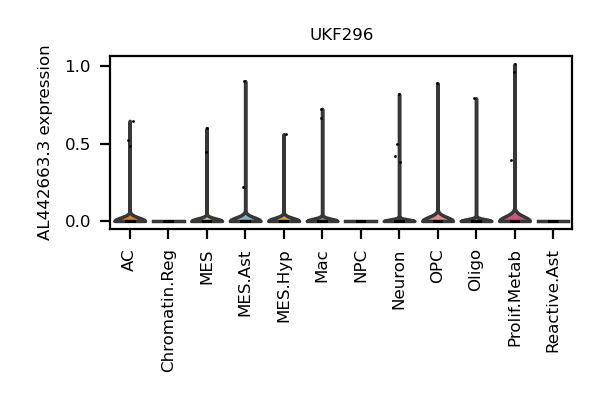 UKF296
AL442663.3 expression
1.0
0.5
0.0
AC
Chromatin.Reg
MES
MES.Ast
MES.Hyp
Mac
NPC
Neuron
OPC
Oligo
Prolif.Metab
Reactive.Ast